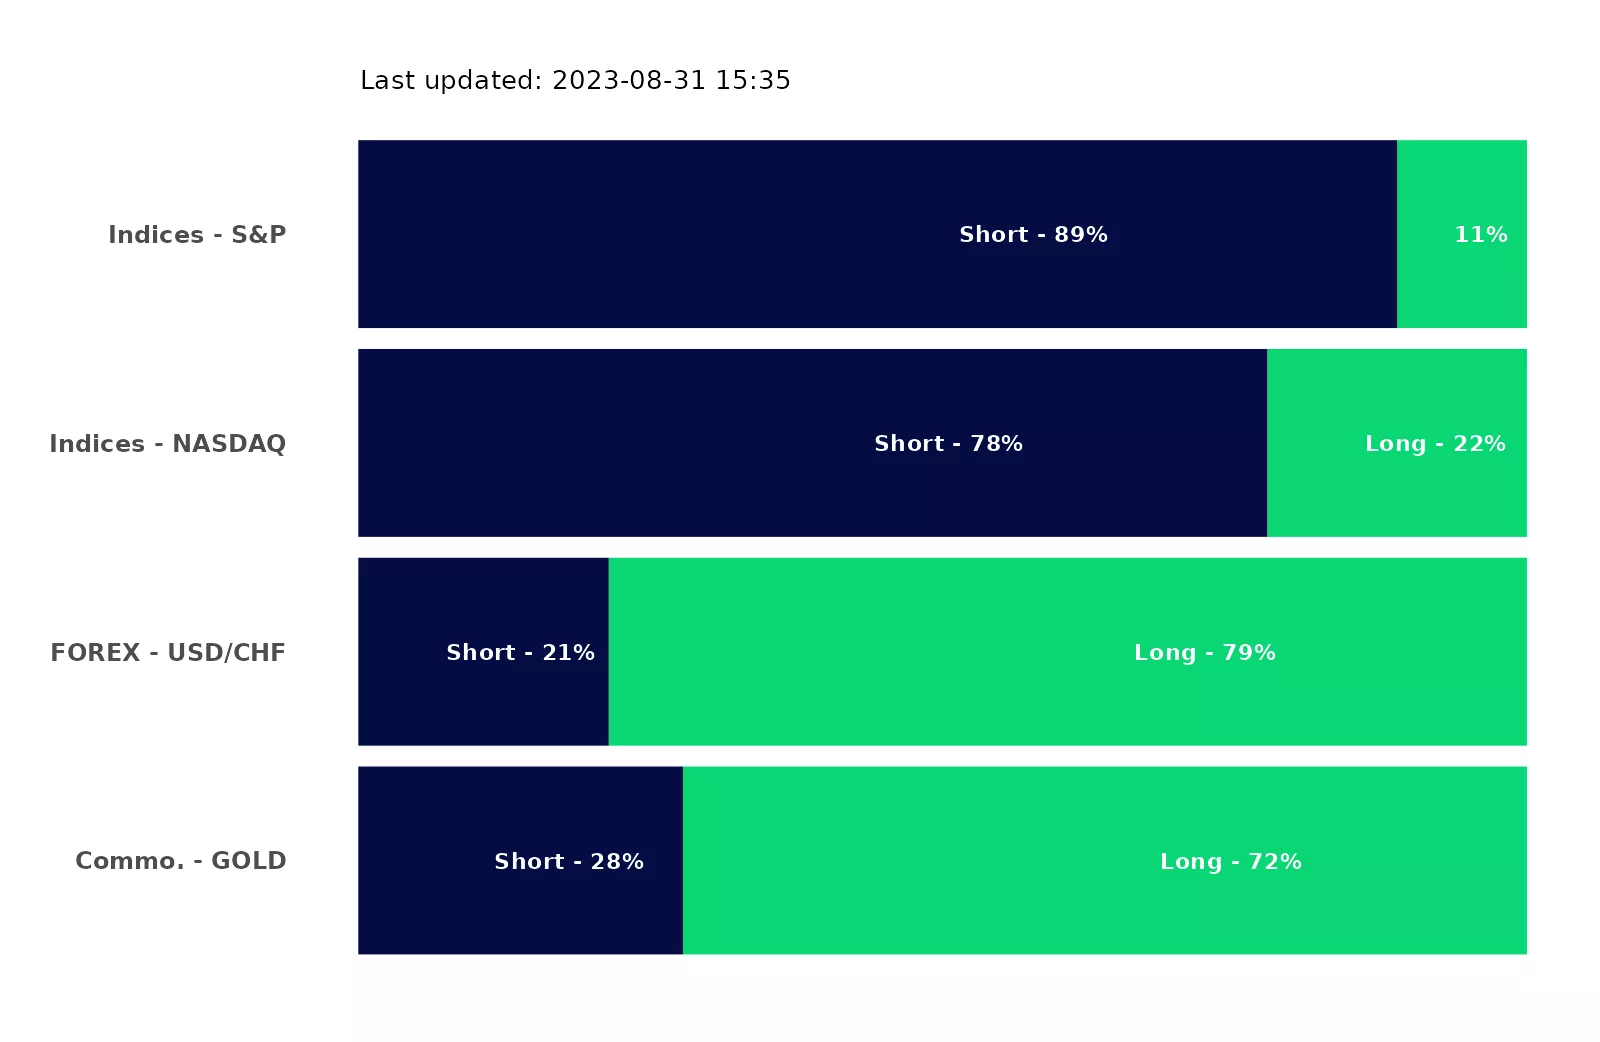 Last updated: 2023-08-31 15:35
Indices - S&P
Short - 89%
11%
Indices - NASDAQ
Short - 78%
Long - 22%
FOREX - USD/CHF
Short - 21%
Long - 79%
Commo. - GOLD
Short - 28%
Long - 72%